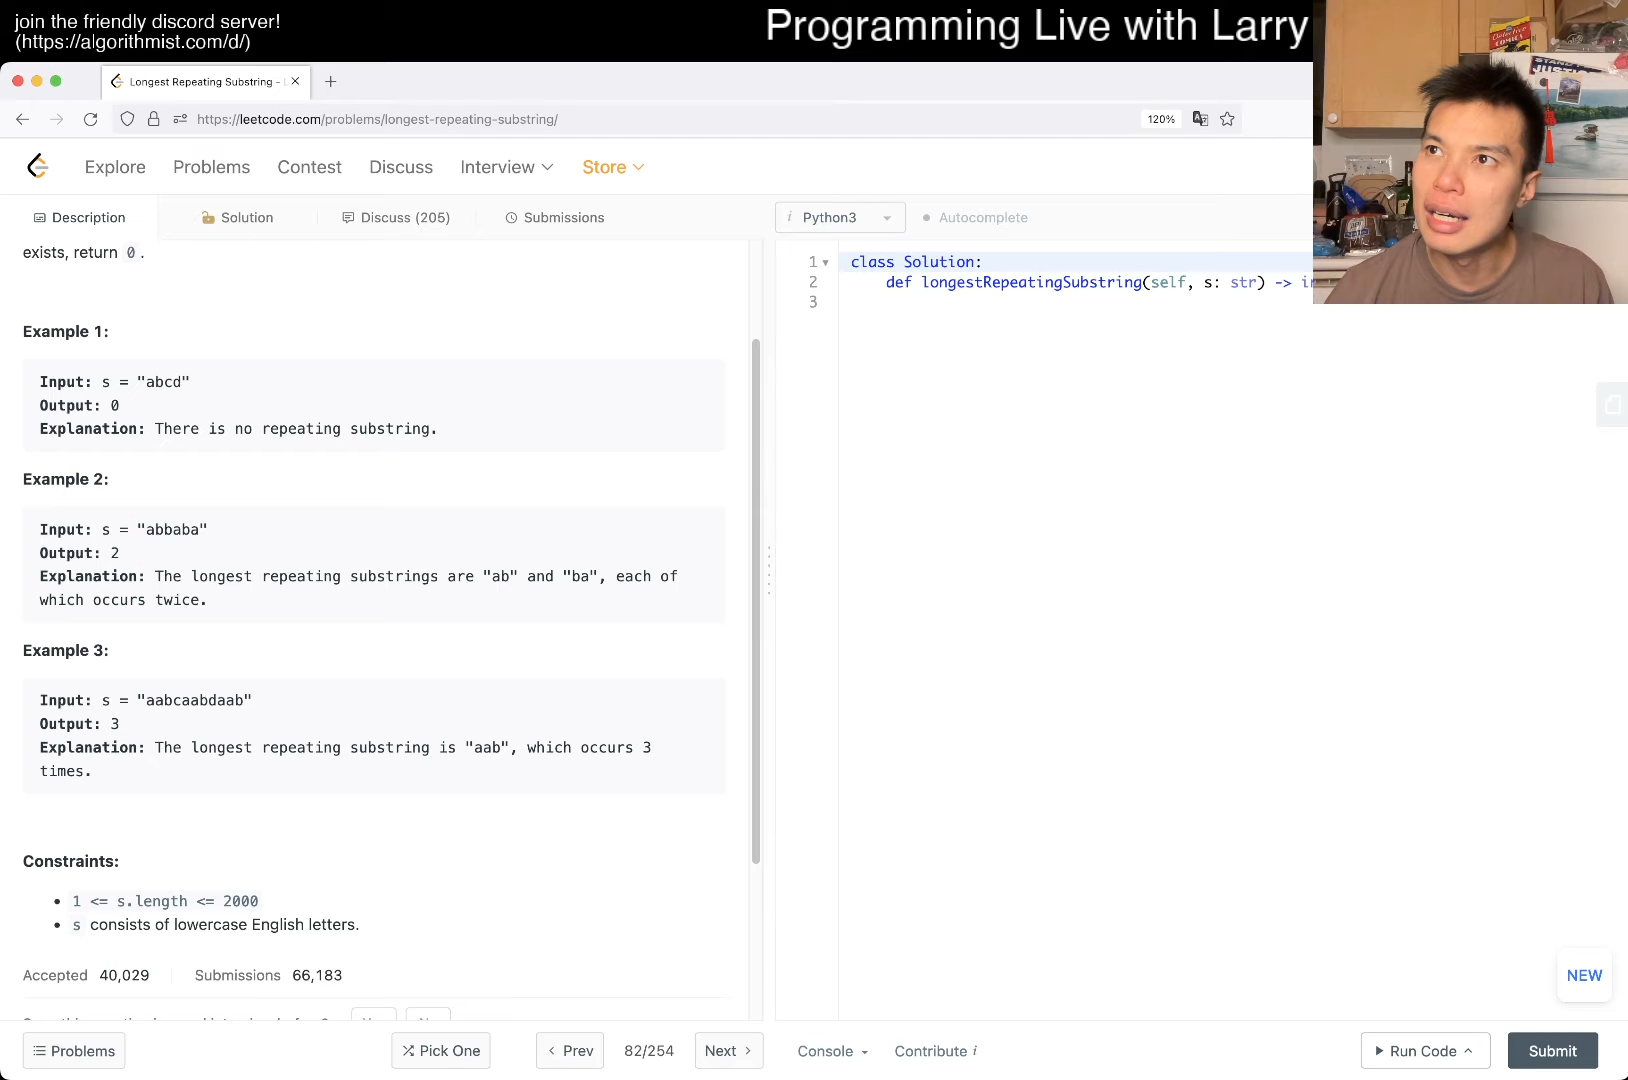 join the friendly discord server!
(https://algorithmist.com/d/)
Programming Live with Larry
Longest Repeating Substring -
https://leetcode.com/problems/longest-repeating-substring/
120%
Explore Problems Contest Discuss Interview Store
Description Solution Discuss (205) Submissions
i Python3 Autocomplete
exists, return 0 .
Example 1:
Input: s = "abcd"
Output: 0
Explanation: There is no repeating substring.
Example 2:
Input: s = "abbaba"
Output: 2
Explanation: The longest repeating substrings are "ab" and "ba", each of
which occurs twice.
Example 3:
Input: s = "aabcaabdaab"
Output: 3
Explanation: The longest repeating substring is "aab", which occurs 3
times.
Constraints:
1 <= s.length <= 2000
s consists of lowercase English letters.
Accepted 40,029 Submissions 66,183
1 class Solution:
2 def longestRepeatingSubstring(self, s: str) -> in
3
DETECTIVE COMICS
NEW
Problems Pick One Prev 82/254 Next Console Contribute i Run Code Submit